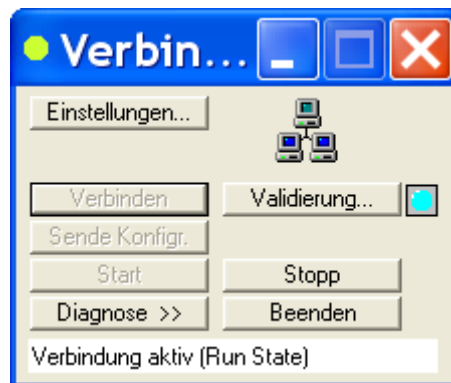 Verbin...
Einstellungen...
Verbinden
Validierung...
Sende Konfigr.
Start
Stopp
Diagnose >>
Beenden
Verbindung aktiv (Run State)